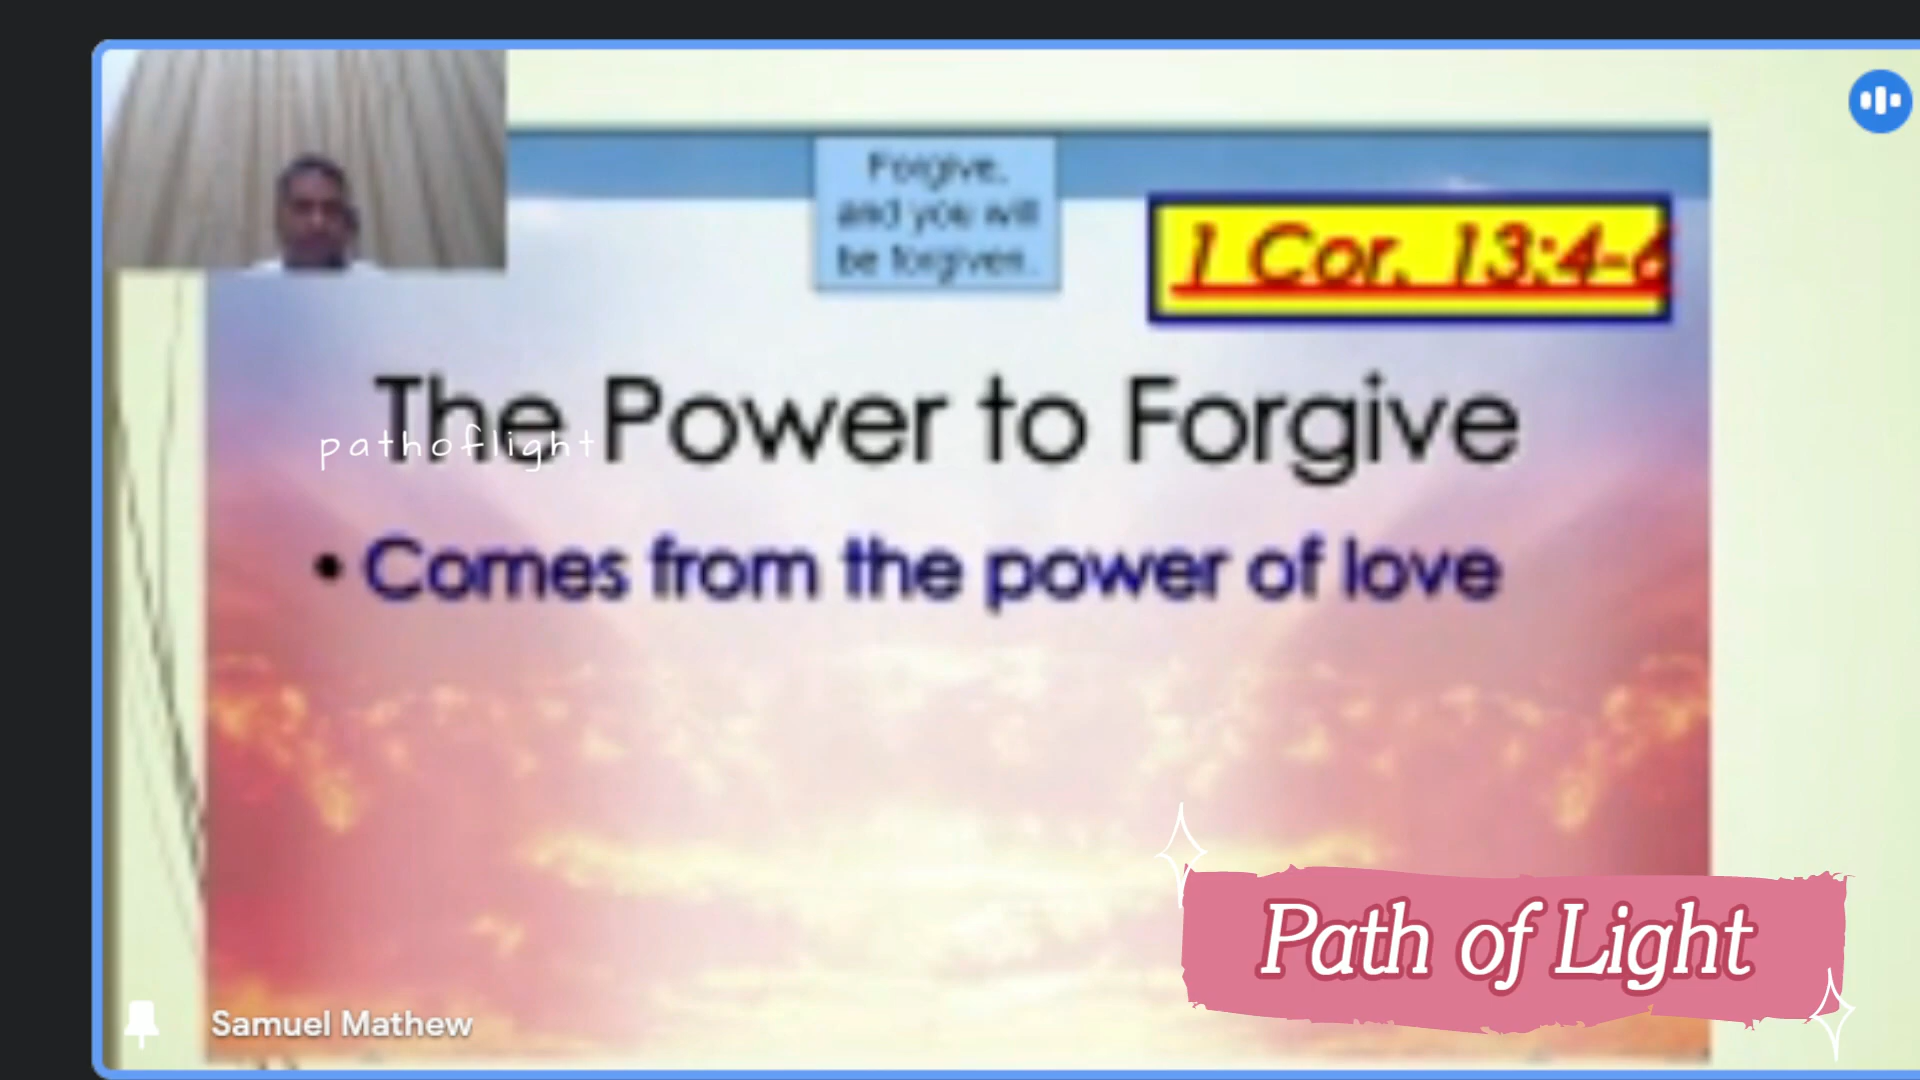 Forgive,
and you will
be forgiven.
1 Cor. 13:4-6
The Power to Forgive
pathoflight
• Comes from the power of love
Path of Light
Samuel Mathew